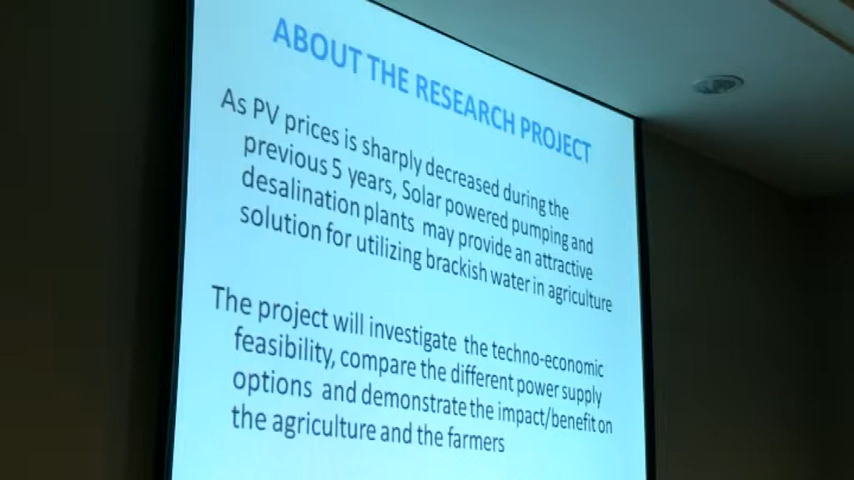 ABOUT THE RESEARCH PROJECT
As PV prices is sharply decreased during the
previous 5 years, Solar powered pumping and
desalination plants may provide an attractive
solution for utilizing brackish water in agriculture
The project will investigate the techno-economic
feasibility, compare the different power supply
options and demonstrate the impact/benefit on
the agriculture and the farmers